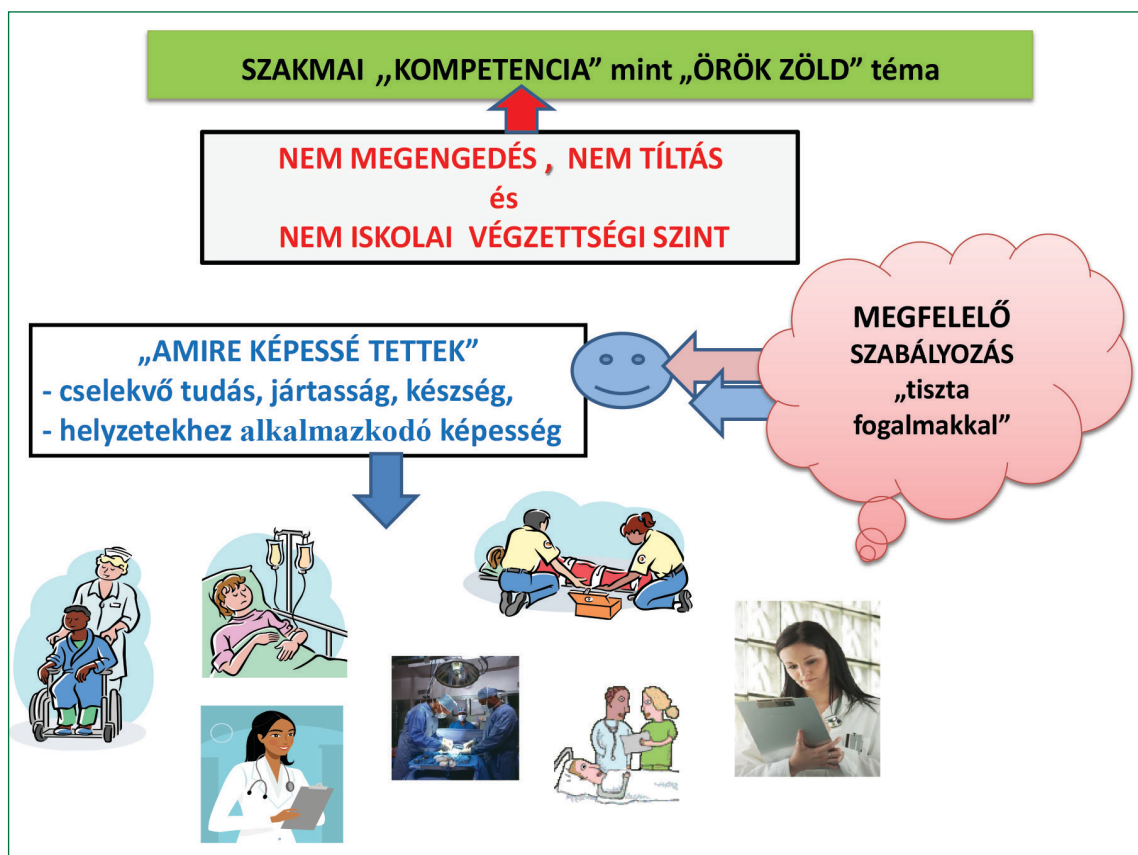 SZAKMAI ,,KOMPETENCIA” mint „ÖRÖK ZÖLD” téma
NEM MEGENGEDÉS , NEM TÍLTÁS
és
NEM ISKOLAI VÉGZETTSÉGI SZINT
„AMIRE KÉPESSÉ TETTEK”
- cselekvő tudás, jártasság, készség,
- helyzetekhez alkalmazkodó képesség
MEGFELELŐ
SZABÁLYOZÁS
„tiszta
fogalmakkal”